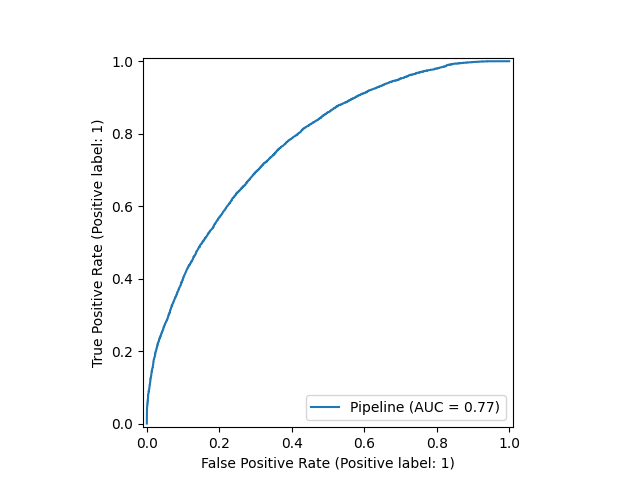 1.0
0.8
0.6
0.4
0.2
0.0
True Positive Rate (Positive label: 1)
Pipeline (AUC = 0.77)
0.0 0.2 0.4 0.6 0.8 1.0
False Positive Rate (Positive label: 1)